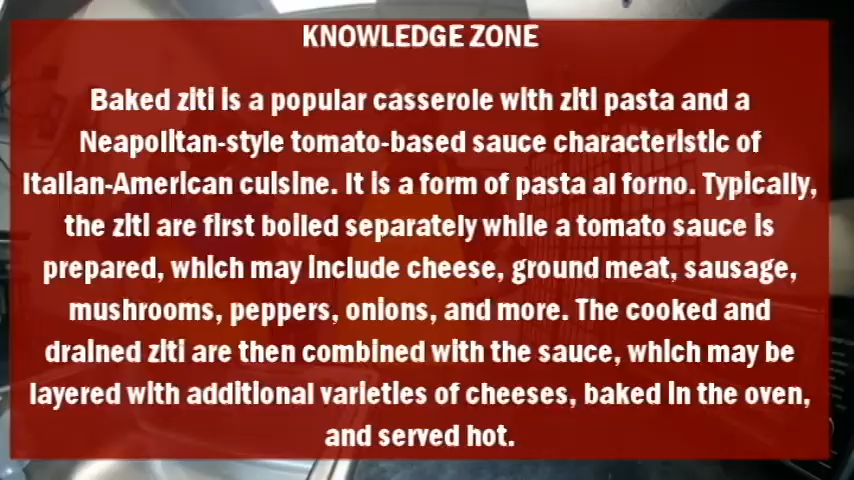 KNOWLEDGE ZONE
Baked ziti is a popular casserole with ziti pasta and a
Neapolitan-style tomato-based sauce characteristic of
Italian-American cuisine. It is a form of pasta al forno. Typically,
the ziti are first boiled separately while a tomato sauce is
prepared, which may include cheese, ground meat, sausage,
mushrooms, peppers, onions, and more. The cooked and
drained ziti are then combined with the sauce, which may be
layered with additional varieties of cheeses, baked in the oven,
and served hot.